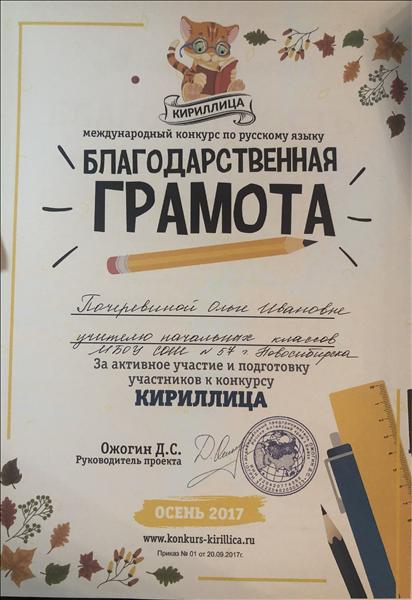 КИРИЛЛИЦА
международный конкурс по русскому языку
БЛАГОДАРСТВЕННАЯ
ГРАМОТА
Ольге Ивановне
учителю начальных классов
МБОУ СОШ № 57 г. Новосибирска
За активное участие и подготовку
участников к конкурсу
КИРИЛЛИЦА
Ожогин Д.С.
Руководитель проекта
ОСЕНЬ 2017
www.konkurs-kirillica.ru
Приказ № 01 от 20.09.2017г.